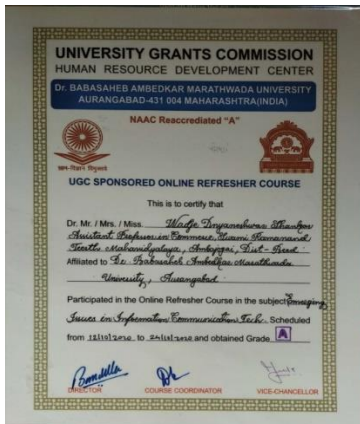 UNIVERSITY GRANTS COMMISSION
HUMAN RESOURCE DEVELOPMENT CENTER
Dr. BABASAHEB AMBEDKAR MARATHWADA UNIVERSITY
AURANGABAD-431 004 MAHARASHTRA(INDIA)
NAAC Reaccredianted "A"
ज्ञान-विज्ञान विमुक्तये
UGC SPONSORED ONLINE REFRESHER COURSE
This is to certify that
Dr. Mr. / Mrs. / Miss. Wadje Dnyaneshwar
Assistant Professor in Commerce, Swami Ramanand
Teerth Mahavidyalaya, Ambajogai, Dist-Beed
Affiliated to Dr. Babasaheb Ambedkar Marathwada
University, Aurangabad
Participated in the Online Refresher Course in the subject Emerging
Issues in Information Communication Tech. Scheduled
from to and obtained Grade A
DIRECTOR
COURSE COORDINATOR
VICE-CHANCELLOR